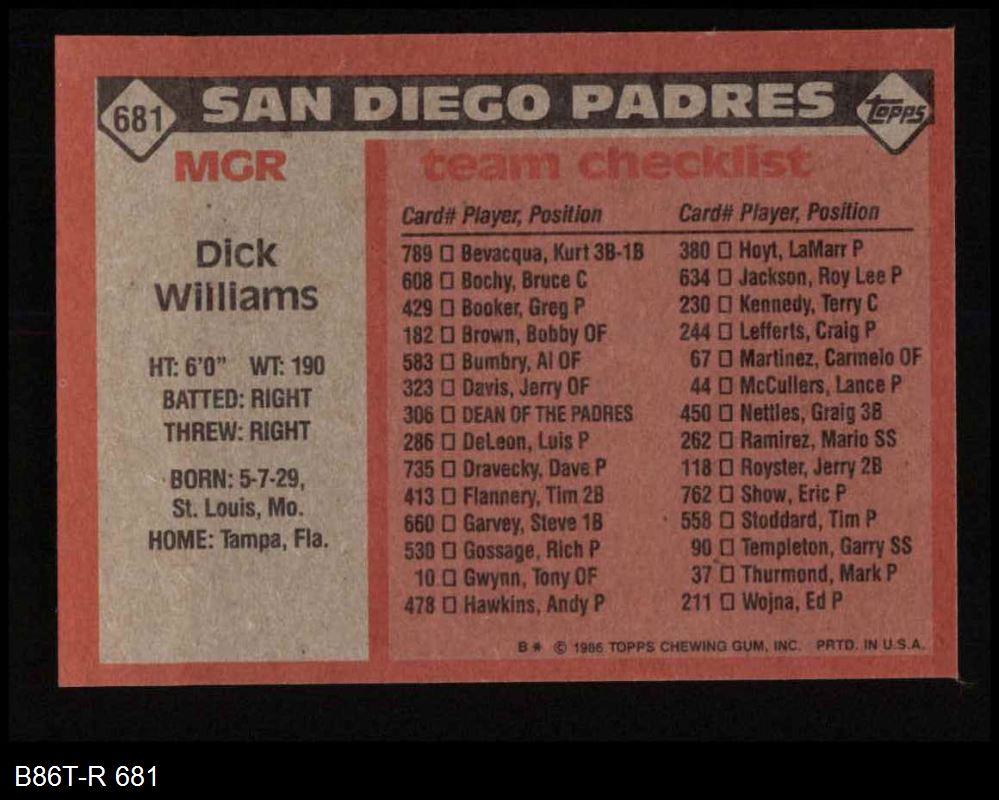 681 SAN DIEGO PADRES Topps
MGR
Dick
Williams
HT: 6'0" WT: 190
BATTED: RIGHT
THREW: RIGHT
BORN: 5-7-29,
St. Louis, Mo.
HOME: Tampa, Fla.
team checklist
Card# Player, Position
789 ☐ Bevacqua, Kurt 3B-1B
608 ☐ Bochy, Bruce C
429 ☐ Booker, Greg P
182 ☐ Brown, Bobby OF
583 ☐ Bumbry, Al OF
323 ☐ Davis, Jerry OF
306 ☐ DEAN OF THE PADRES
286 ☐ DeLeon, Luis P
735 ☐ Dravecky, Dave P
413 ☐ Flannery, Tim 2B
660 ☐ Garvey, Steve 1B
530 ☐ Gossage, Rich P
10 ☐ Gwynn, Tony OF
478 ☐ Hawkins, Andy P
Card# Player, Position
380 ☐ Hoyt, LaMarr P
634 ☐ Jackson, Roy Lee P
230 ☐ Kennedy, Terry C
244 ☐ Lefferts, Craig P
67 ☐ Martinez, Carmelo OF
44 ☐ McCullers, Lance P
450 ☐ Nettles, Graig 3B
262 ☐ Ramirez, Mario SS
118 ☐ Royster, Jerry 2B
762 ☐ Show, Eric P
558 ☐ Stoddard, Tim P
90 ☐ Templeton, Garry SS
37 ☐ Thurmond, Mark P
211 ☐ Wojna, Ed P
B* © 1986 TOPPS CHEWING GUM, INC. PRTD. IN U.S.A.
B86T-R 681